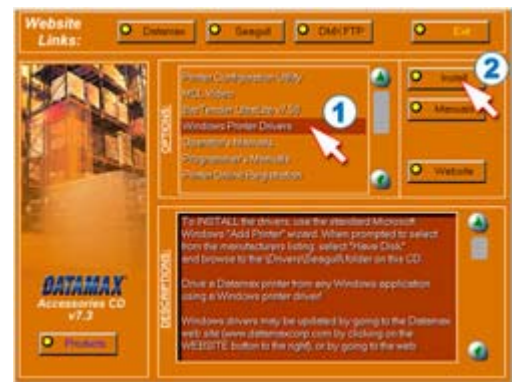 Website
Links:
Datamax
Seagull
DMX FTP
Exit
OPTIONS:
Printer Configuration Utility
MCL Video
BarTender UltraLite v7.50
Windows Printer Drivers
Operator's Manuals
Programmer's Manuals
Printer Online Registration
1
Install
2
Manuals
Website
DATAMAX
Accessories CD
v7.3
Products
DESCRIPTIONS:
To INSTALL the drivers, use the standard Microsoft
Windows "Add Printer" wizard. When prompted to select
from the manufacturers listing, select "Have Disk"
and browse to the \Drivers\Seagull\ folder on this CD.
Drive a Datamax printer from any Windows application
using a Windows printer driver!
Windows drivers may be updated by going to the Datamax
web site (www.datamaxcorp.com by clicking on the
WEBSITE button to the right), or by going to the web